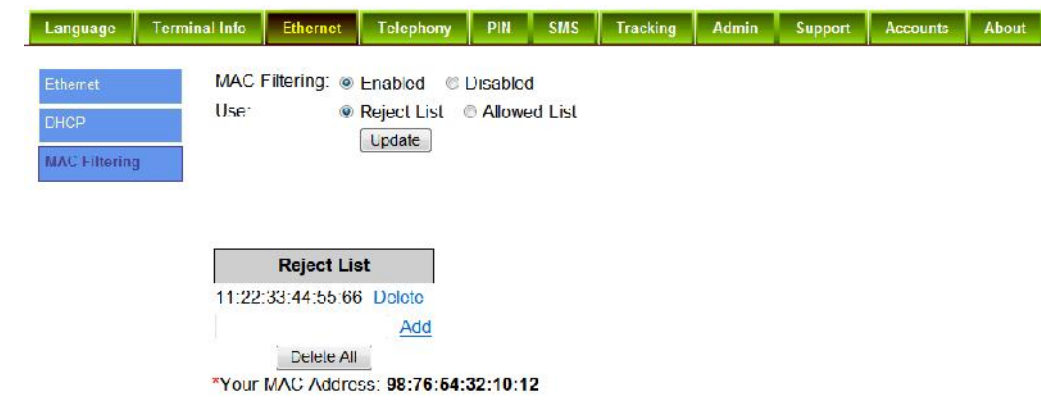 Language Terminal Info Ethernet Telephony PIN SMS Tracking Admin Support Accounts About
Ethernet
DHCP
MAC Filtering
MAC Filtering: Enabled Disabled
Use: Reject List Allowed List
Update
Reject List
11:22:33:44:55:66 Delete
Add
Delete All
*Your MAC Address: 98:76:54:32:10:12